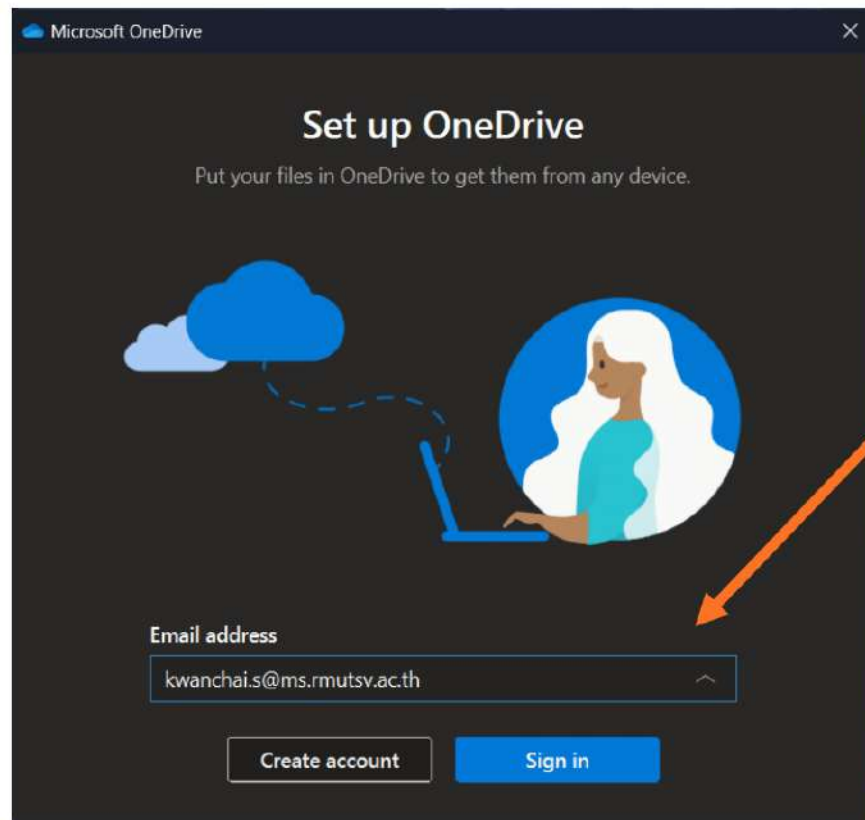 Microsoft OneDrive
Set up OneDrive
Put your files in OneDrive to get them from any device.
Email address
kwanchai.s@ms.rmutsv.ac.th
Create account
Sign in